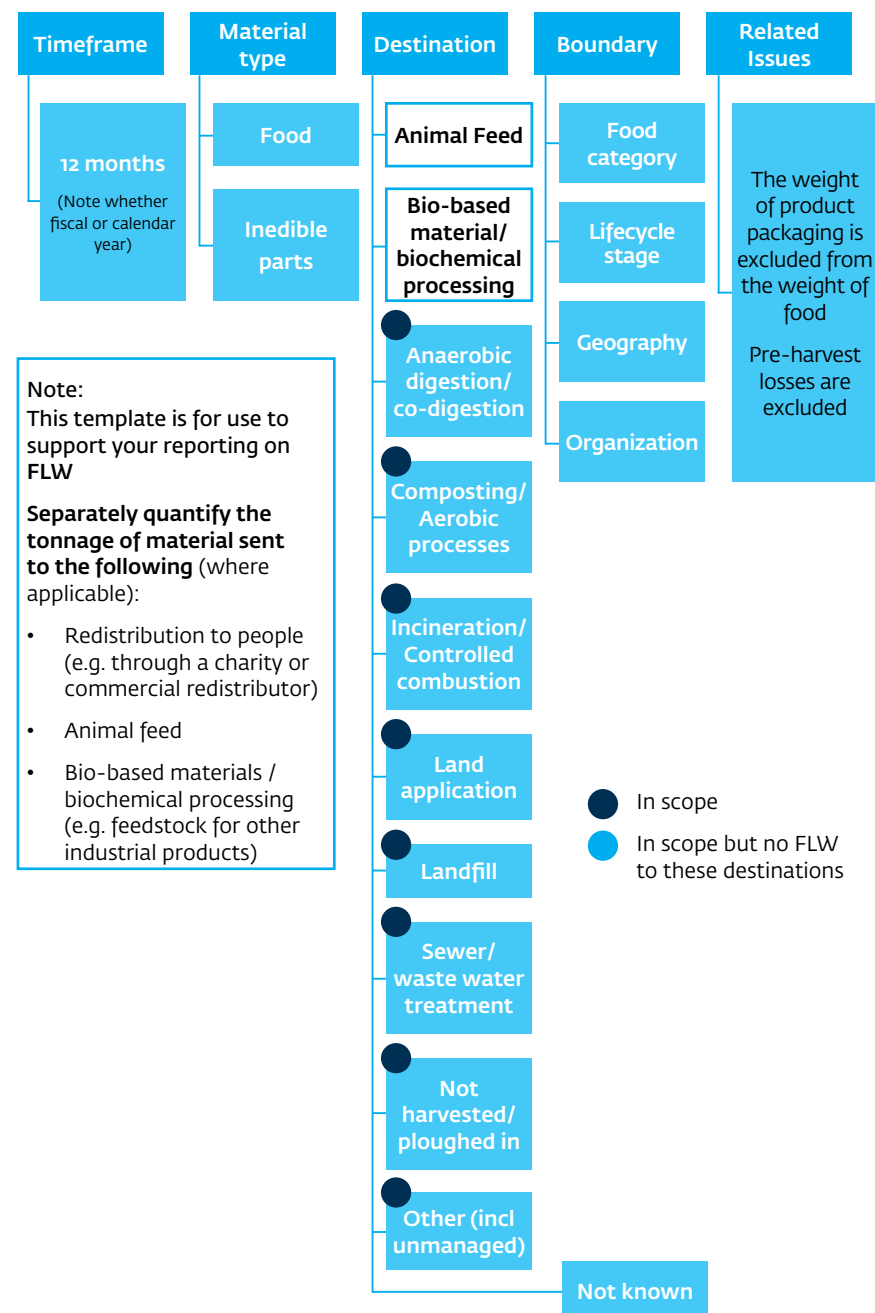 Timeframe
12 months
(Note whether
fiscal or calendar
year)
Material
type
Food
Inedible
parts
Destination
Animal Feed
Bio-based
material/
biochemical
processing
Anaerobic
digestion/
co-digestion
Composting/
Aerobic
processes
Incineration/
Controlled
combustion
Land
application
Landfill
Sewer/
waste water
treatment
Not
harvested/
ploughed in
Other (incl
unmanaged)
Not known
Boundary
Food
category
Lifecycle
stage
Geography
Organization
Related
Issues
The weight
of product
packaging is
excluded from
the weight of
food
Pre-harvest
losses are
excluded
Note:
This template is for use to
support your reporting on
FLW
Separately quantify the
tonnage of material sent
to the following (where
applicable):
• Redistribution to people
(e.g. through a charity or
commercial redistributor)
• Animal feed
• Bio-based materials /
biochemical processing
(e.g. feedstock for other
industrial products)
In scope
In scope but no FLW
to these destinations